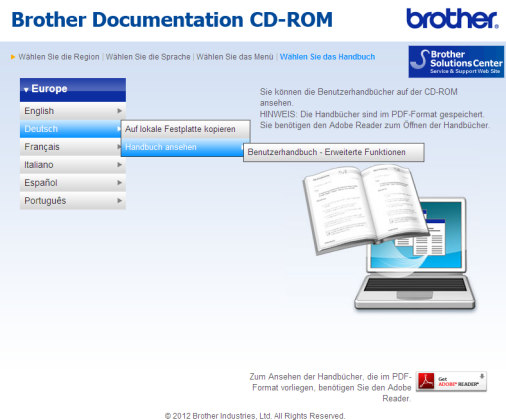 Brother Documentation CD-ROM
brother.
Wählen Sie die Region | Wählen Sie die Sprache | Wählen Sie das Menü | Wählen Sie das Handbuch
Brother
Solutions Center
Service & Support Web Site
Europe
English
Deutsch
Français
Italiano
Español
Português
Auf lokale Festplatte kopieren
Handbuch ansehen
Benutzerhandbuch - Erweiterte Funktionen
Sie können die Benutzerhandbücher auf der CD-ROM
ansehen.
HINWEIS: Die Handbücher sind im PDF-Format gespeichert.
Sie benötigen den Adobe Reader zum Öffnen der Handbücher.
Zum Ansehen der Handbücher, die im PDF-
Format vorliegen, benötigen Sie den Adobe
Reader.
Get
ADOBE® READER®
© 2012 Brother Industries, Ltd. All Rights Reserved.